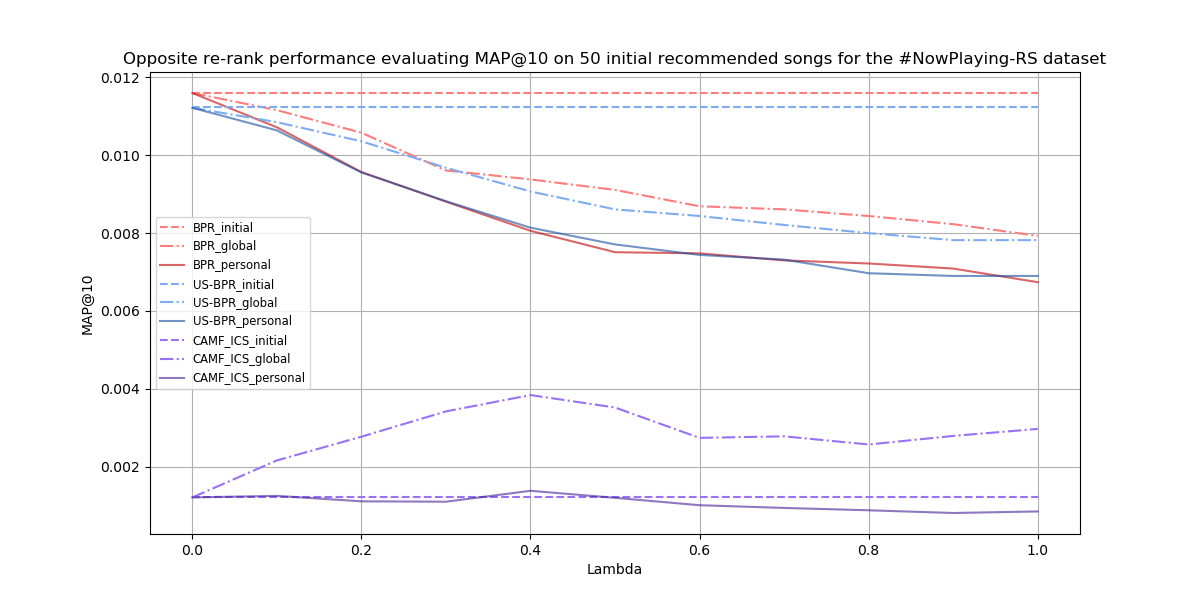 Opposite re-rank performance evaluating MAP@10 on 50 initial recommended songs for the #NowPlaying-RS dataset
0.012
0.010
0.008
0.006
0.004
0.002
MAP@10
BPR_initial
BPR_global
BPR_personal
US-BPR_initial
US-BPR_global
US-BPR_personal
CAMF_ICS_initial
CAMF_ICS_global
CAMF_ICS_personal
0.0 0.2 0.4 0.6 0.8 1.0
Lambda